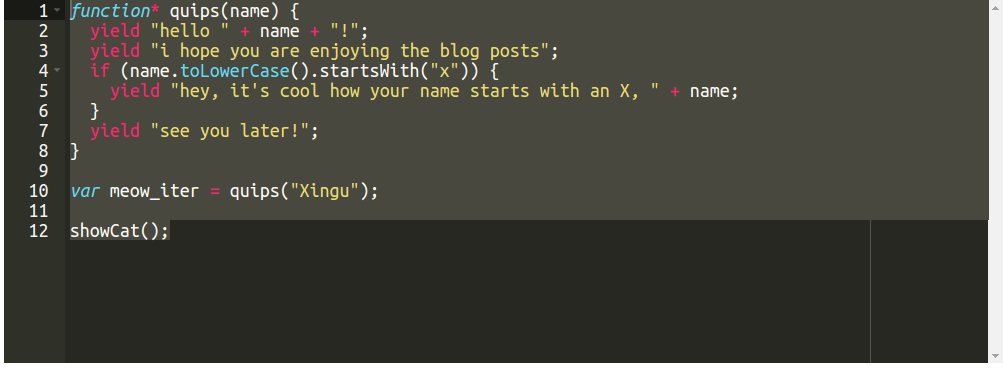 1 function* quips(name) {
2 yield "hello " + name + "!";
3 yield "i hope you are enjoying the blog posts";
4 if (name.toLowerCase().startsWith("x")) {
5 yield "hey, it's cool how your name starts with an X, " + name;
6 }
7 yield "see you later!";
8 }
9
10 var meow_iter = quips("Xingu");
11
12 showCat();